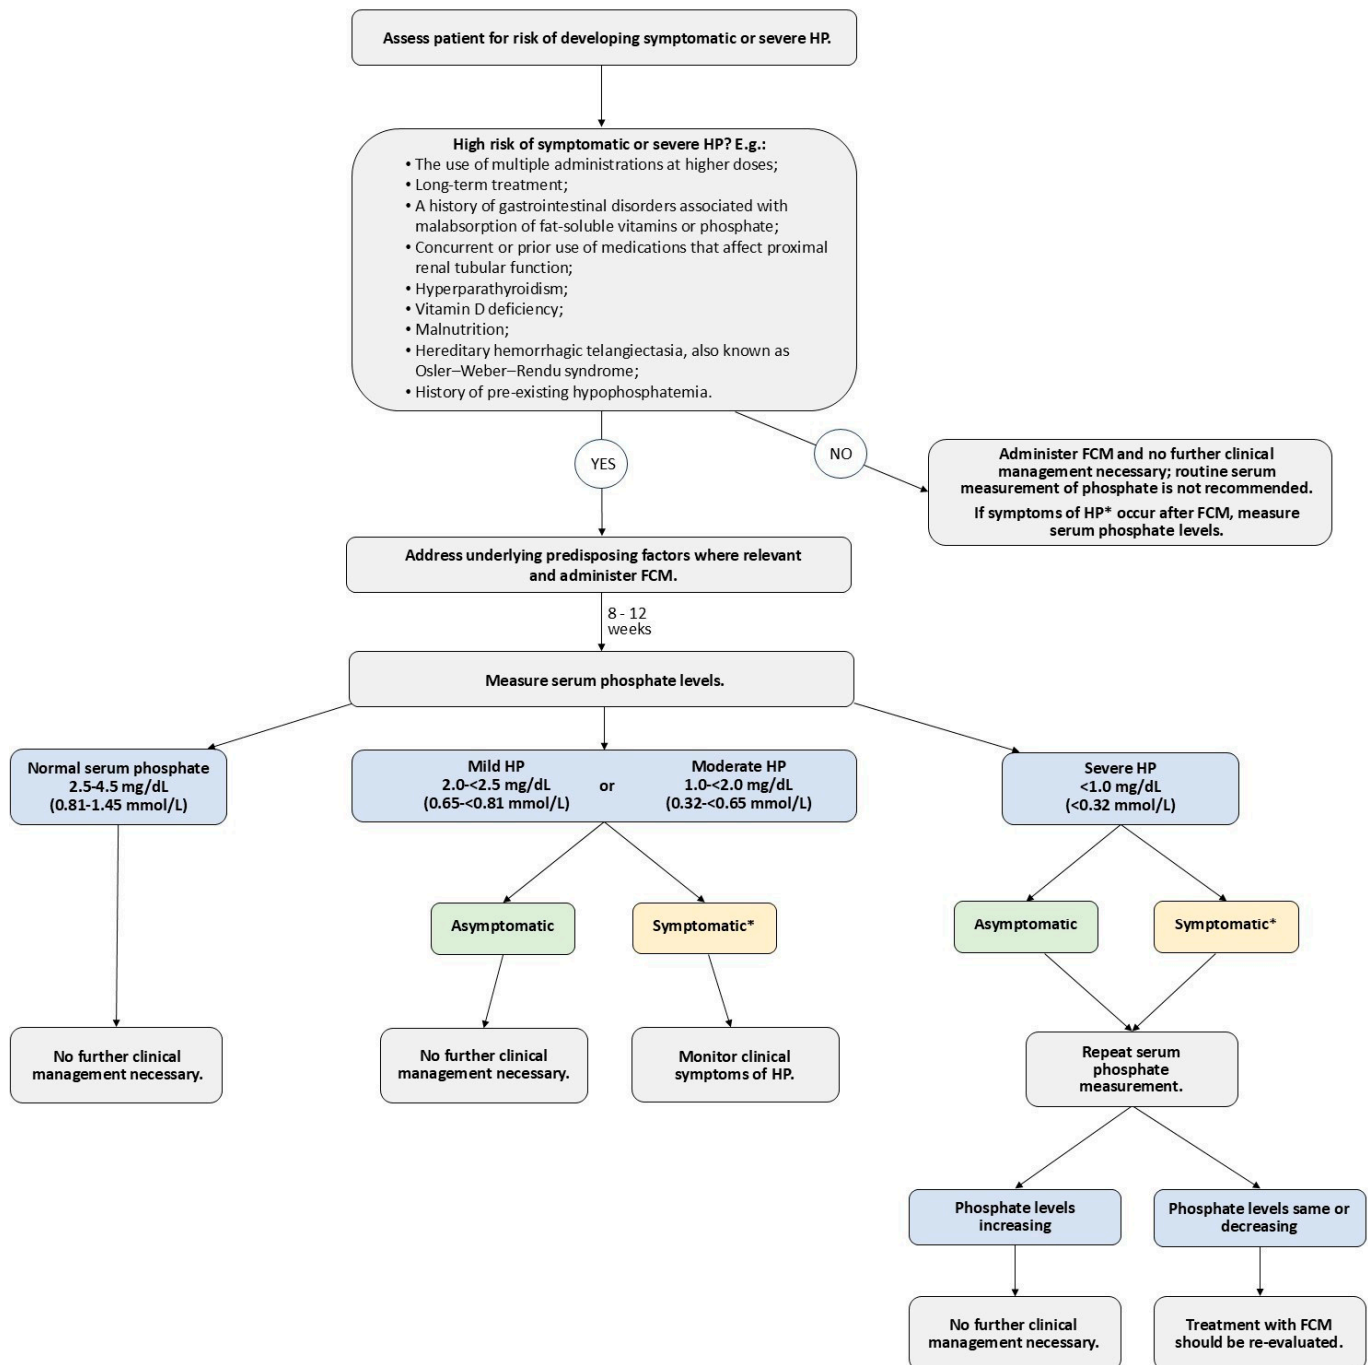 Assess patient for risk of developing symptomatic or severe HP.
High risk of symptomatic or severe HP? E.g.:
• The use of multiple administrations at higher doses;
• Long-term treatment;
• A history of gastrointestinal disorders associated with
malabsorption of fat-soluble vitamins or phosphate;
• Concurrent or prior use of medications that affect proximal
renal tubular function;
• Hyperparathyroidism;
• Vitamin D deficiency;
• Malnutrition;
• Hereditary hemorrhagic telangiectasia, also known as
Osler–Weber–Rendu syndrome;
• History of pre-existing hypophosphatemia.
YES
NO
Administer FCM and no further clinical
management necessary; routine serum
measurement of phosphate is not recommended.
If symptoms of HP* occur after FCM, measure
serum phosphate levels.
Address underlying predisposing factors where relevant
and administer FCM.
8 - 12
weeks
Measure serum phosphate levels.
Normal serum phosphate
2.5-4.5 mg/dL
(0.81-1.45 mmol/L)
Mild HP
2.0-<2.5 mg/dL
(0.65-<0.81 mmol/L)
or
Moderate HP
1.0-<2.0 mg/dL
(0.32-<0.65 mmol/L)
Severe HP
<1.0 mg/dL
(<0.32 mmol/L)
Asymptomatic
Symptomatic*
Asymptomatic
Symptomatic*
No further clinical
management necessary.
No further clinical
management necessary.
Monitor clinical
symptoms of HP.
Repeat serum
phosphate
measurement.
Phosphate levels
increasing
Phosphate levels same or
decreasing
No further clinical
management necessary.
Treatment with FCM
should be re-evaluated.